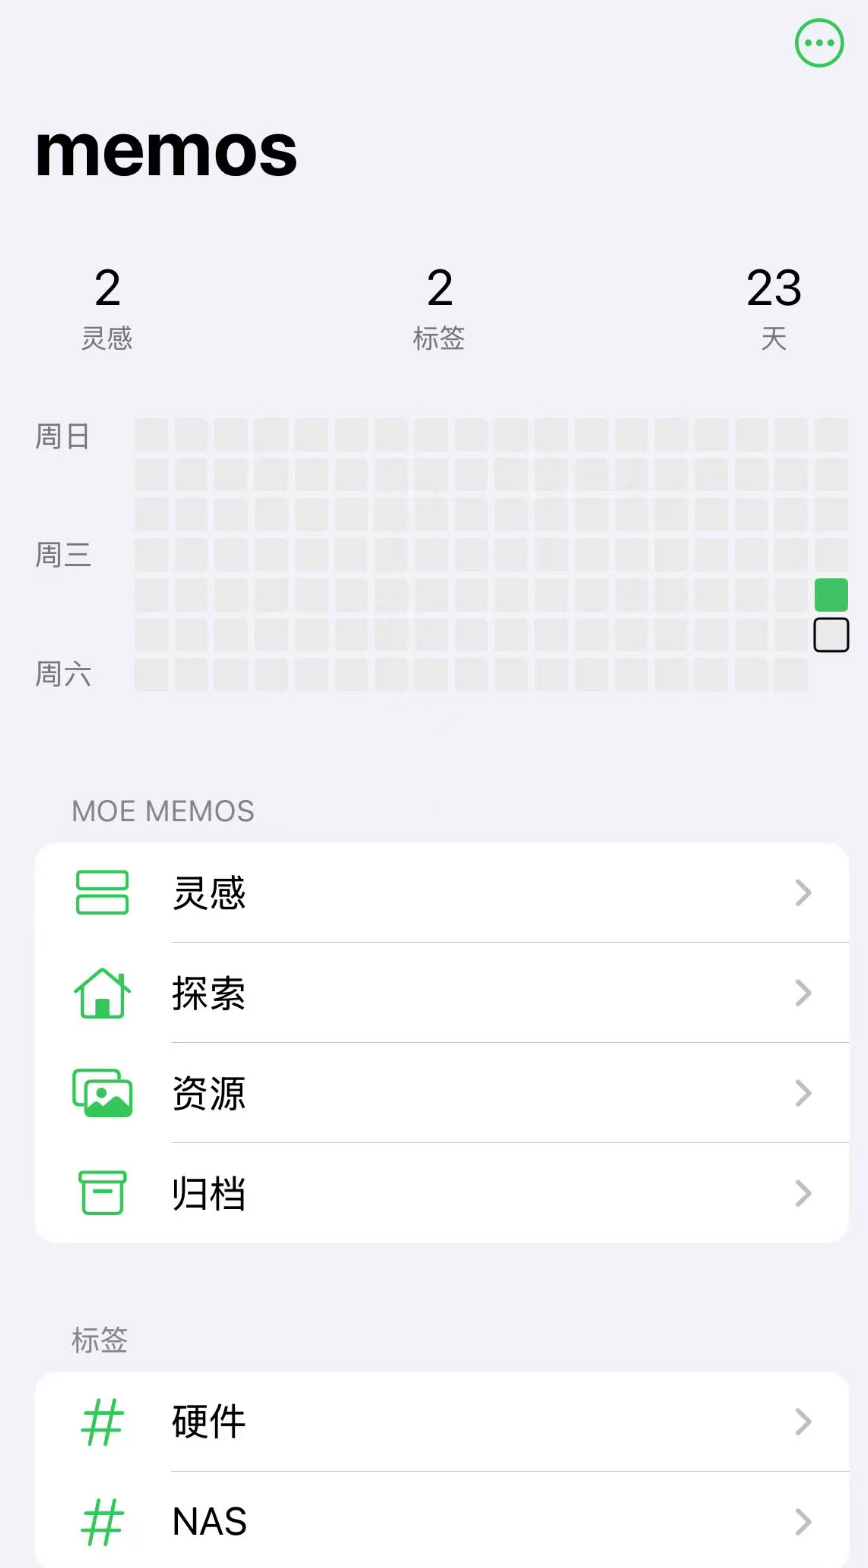 memos
2 2 23
灵感 标签 天
周日
周三
周六
MOE MEMOS
灵感
探索
资源
归档
标签
# 硬件
# NAS